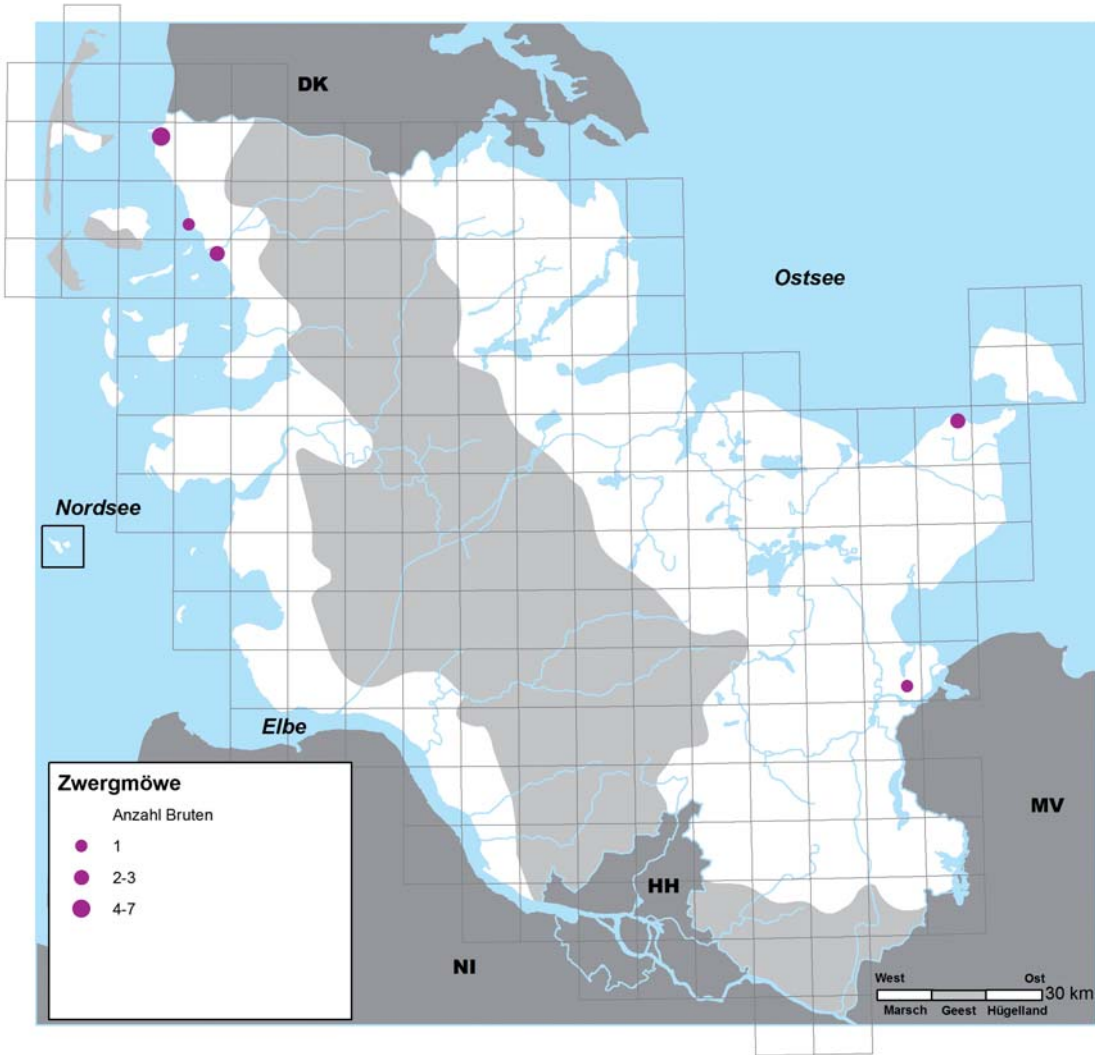 DK
Ostsee
Nordsee
Elbe
Zwergmöwe
Anzahl Bruten
1
2-3
4-7
MV
HH
NI
West Ost
30 km
Marsch Geest Hügelland